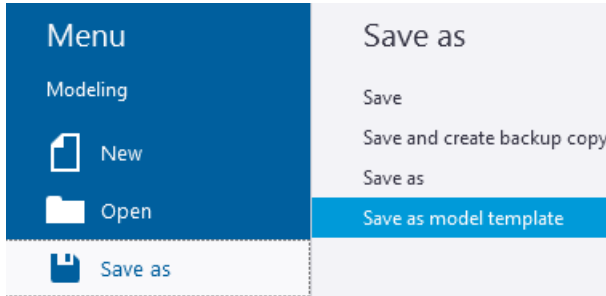 Menu
Modeling
New
Open
Save as
Save as
Save
Save and create backup copy
Save as
Save as model template